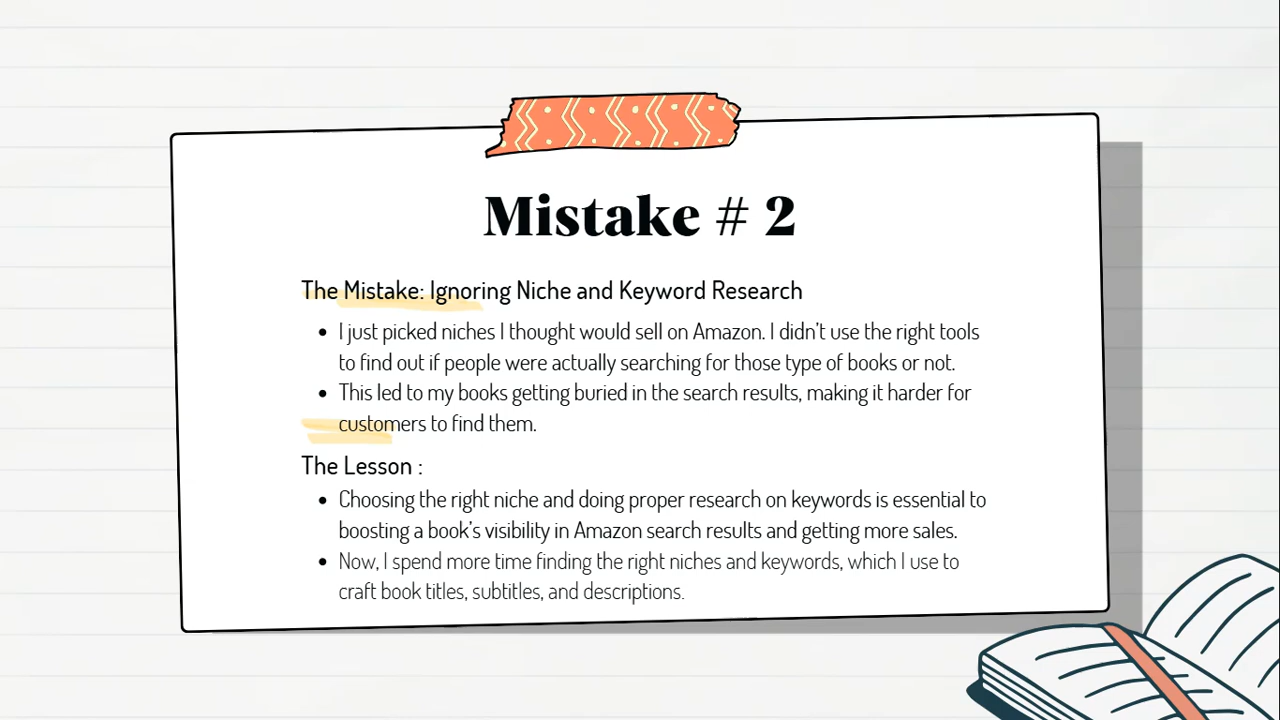 Mistake # 2
The Mistake: Ignoring Niche and Keyword Research
• I just picked niches I thought would sell on Amazon. I didn't use the right tools
to find out if people were actually searching for those type of books or not.
• This led to my books getting buried in the search results, making it harder for
customers to find them.
The Lesson :
• Choosing the right niche and doing proper research on keywords is essential to
boosting a book's visibility in Amazon search results and getting more sales.
• Now, I spend more time finding the right niches and keywords, which I use to
craft book titles, subtitles, and descriptions.